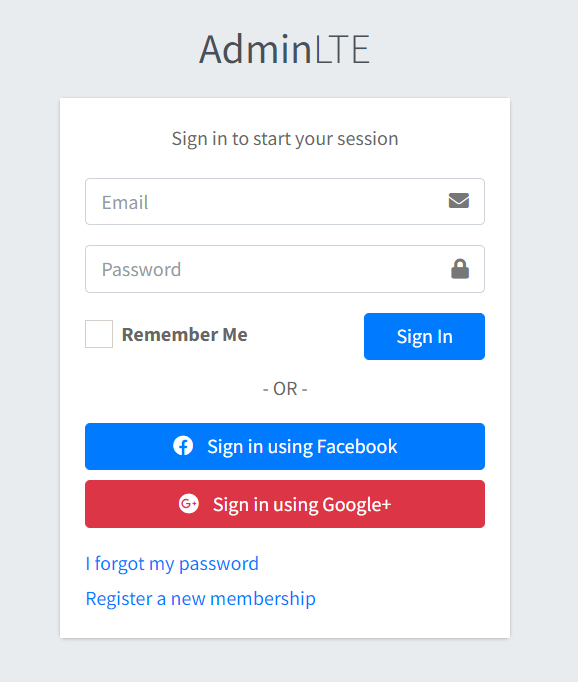 AdminLTE
Sign in to start your session
Email
Password
Remember Me
Sign In
- OR -
Sign in using Facebook
Sign in using Google+
I forgot my password
Register a new membership